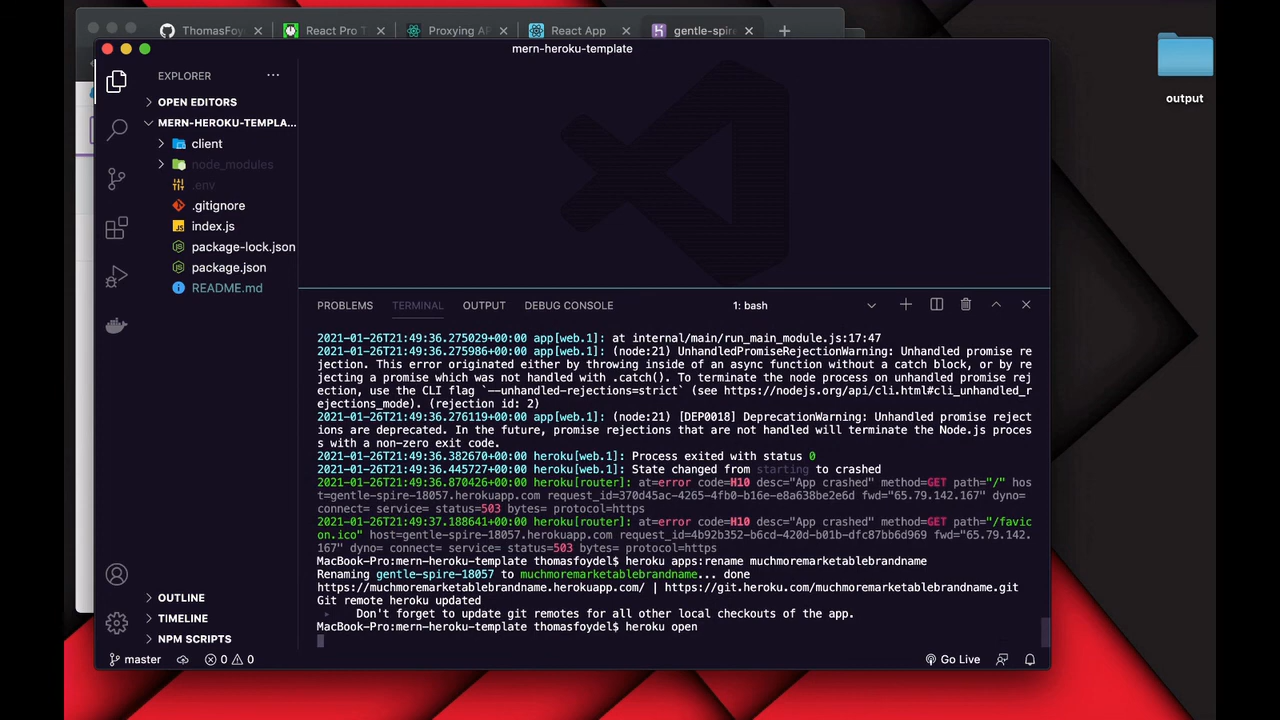 ThomasFoy
React Pro T
Proxying AP
React App
gentle-spire
mern-heroku-template
output
EXPLORER
OPEN EDITORS
MERN-HEROKU-TEMPLA...
client
node_modules
.env
.gitignore
index.js
package-lock.json
package.json
README.md
OUTLINE
TIMELINE
NPM SCRIPTS
PROBLEMS TERMINAL OUTPUT DEBUG CONSOLE 1: bash
2021-01-26T21:49:36.275029+00:00 app[web.1]: at internal/main/run_main_module.js:17:47
2021-01-26T21:49:36.275986+00:00 app[web.1]: (node:21) UnhandledPromiseRejectionWarning: Unhandled promise re
jection. This error originated either by throwing inside of an async function without a catch block, or by re
jecting a promise which was not handled with .catch(). To terminate the node process on unhandled promise rej
ection, use the CLI flag `--unhandled-rejections=strict` (see https://nodejs.org/api/cli.html#cli_unhandled_r
ejections_mode). (rejection id: 2)
2021-01-26T21:49:36.276119+00:00 app[web.1]: (node:21) [DEP0018] DeprecationWarning: Unhandled promise reject
ions are deprecated. In the future, promise rejections that are not handled will terminate the Node.js proces
s with a non-zero exit code.
2021-01-26T21:49:36.382670+00:00 heroku[web.1]: Process exited with status 0
2021-01-26T21:49:36.445727+00:00 heroku[web.1]: State changed from starting to crashed
2021-01-26T21:49:36.870426+00:00 heroku[router]: at=error code=H10 desc="App crashed" method=GET path="/" hos
t=gentle-spire-18057.herokuapp.com request_id=370d45ac-4265-4fb0-b16e-e8a638be2e6d fwd="65.79.142.167" dyno=
connect= service= status=503 bytes= protocol=https
2021-01-26T21:49:37.188641+00:00 heroku[router]: at=error code=H10 desc="App crashed" method=GET path="/favic
on.ico" host=gentle-spire-18057.herokuapp.com request_id=4b92b352-b6cd-420d-b01b-dfc87bb6d969 fwd="65.79.142.
167" dyno= connect= service= status=503 bytes= protocol=https
MacBook-Pro:mern-heroku-template thomasfoydel$ heroku apps:rename muchmoremarketablebrandname
Renaming gentle-spire-18057 to muchmoremarketablebrandname... done
https://muchmoremarketablebrandname.herokuapp.com/ | https://git.heroku.com/muchmoremarketablebrandname.git
Git remote heroku updated
▸ Don't forget to update git remotes for all other local checkouts of the app.
MacBook-Pro:mern-heroku-template thomasfoydel$ heroku open
master 0 0 Go Live